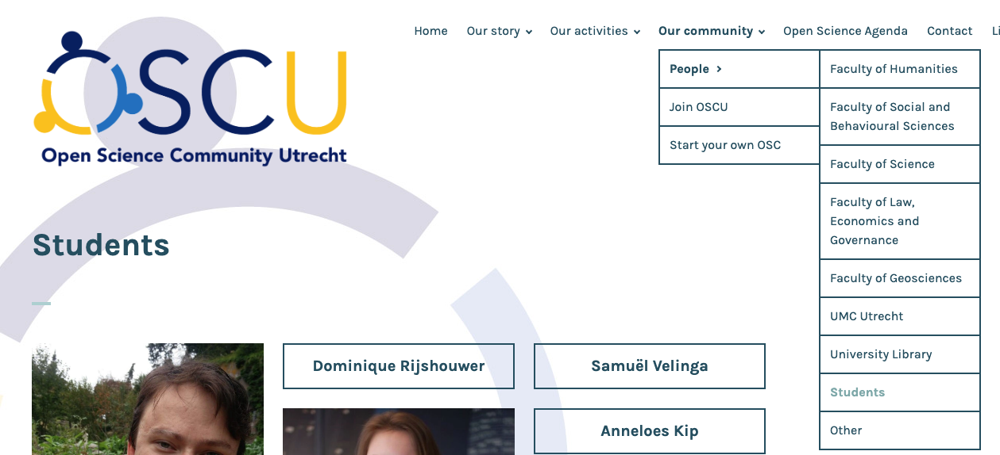 Home Our story Our activities Our community Open Science Agenda Contact Li
OSCU
Open Science Community Utrecht
People
Join OSCU
Start your own OSC
Faculty of Humanities
Faculty of Social and
Behavioural Sciences
Faculty of Science
Faculty of Law,
Economics and
Governance
Faculty of Geosciences
UMC Utrecht
University Library
Students
Other
Students
Dominique Rijshouwer
Samuël Velinga
Anneloes Kip